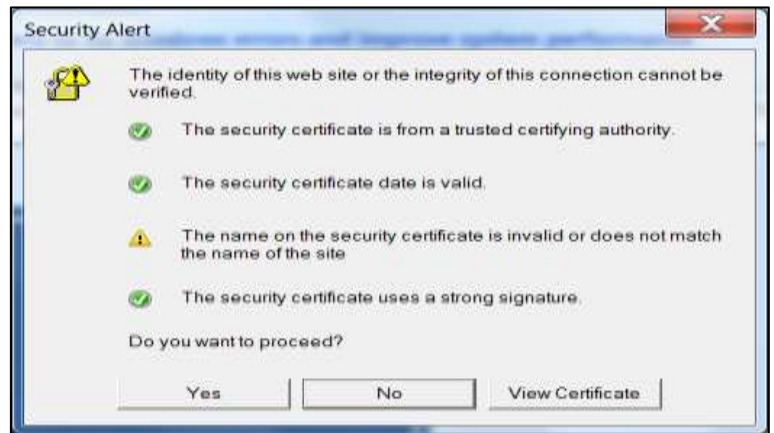 Security Alert
The identity of this web site or the integrity of this connection cannot be
verified.
The security certificate is from a trusted certifying authority.
The security certificate date is valid.
The name on the security certificate is invalid or does not match
the name of the site
The security certificate uses a strong signature.
Do you want to proceed?
Yes No View Certificate